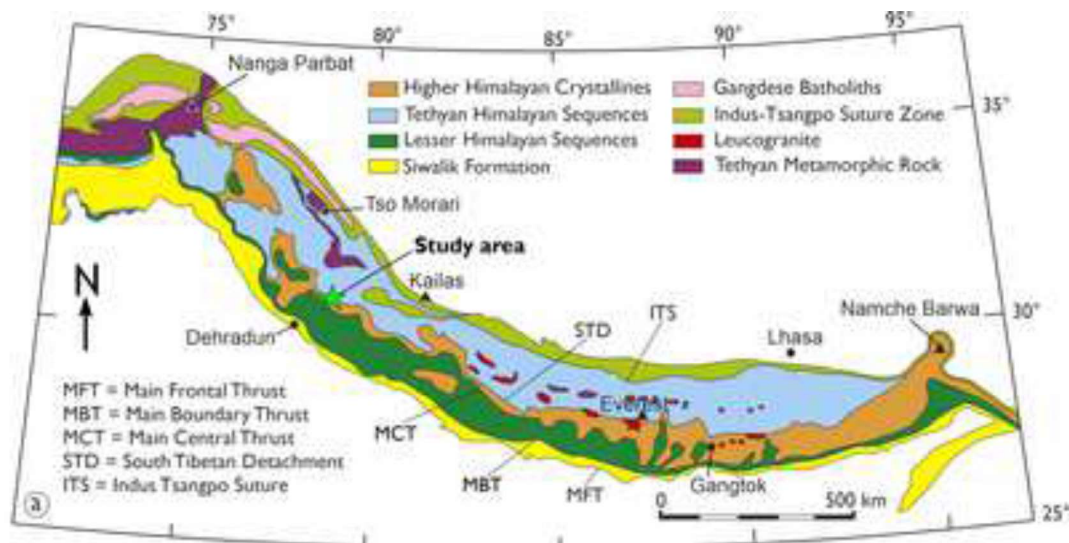 75°
80°
85°
90°
95°
35°
30°
25°
Nanga Parbat
Higher Himalayan Crystallines
Tethyan Himalayan Sequences
Lesser Himalayan Sequences
Siwalik Formation
Gangdese Batholiths
Indus-Tsangpo Suture Zone
Leucogranite
Tethyan Metamorphic Rock
Tso Morari
Study area
N
Kailas
Namche Barwa
Dehradun
STD
ITS
Lhasa
MFT = Main Frontal Thrust
MBT = Main Boundary Thrust
MCT = Main Central Thrust
STD = South Tibetan Detachment
ITS = Indus Tsangpo Suture
Everest
MCT
MBT
MFT
Gangtok
0 500 km
a